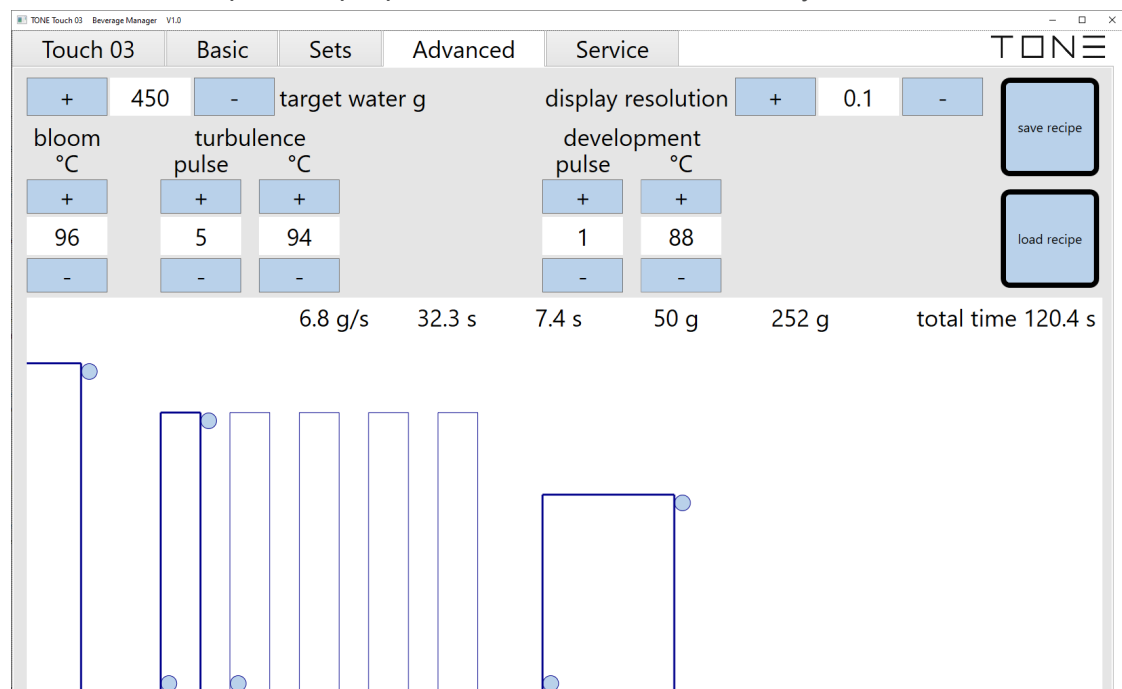 TONE Touch 03 Beverage Manager V1.0
Touch 03 Basic Sets Advanced Service TONE
+ 450 - target water g display resolution + 0.1 - save recipe
bloom turbulence development
°C pulse °C pulse °C
+ + + + +
96 5 94 1 88 load recipe
- - - - -
6.8 g/s 32.3 s 7.4 s 50 g 252 g total time 120.4 s